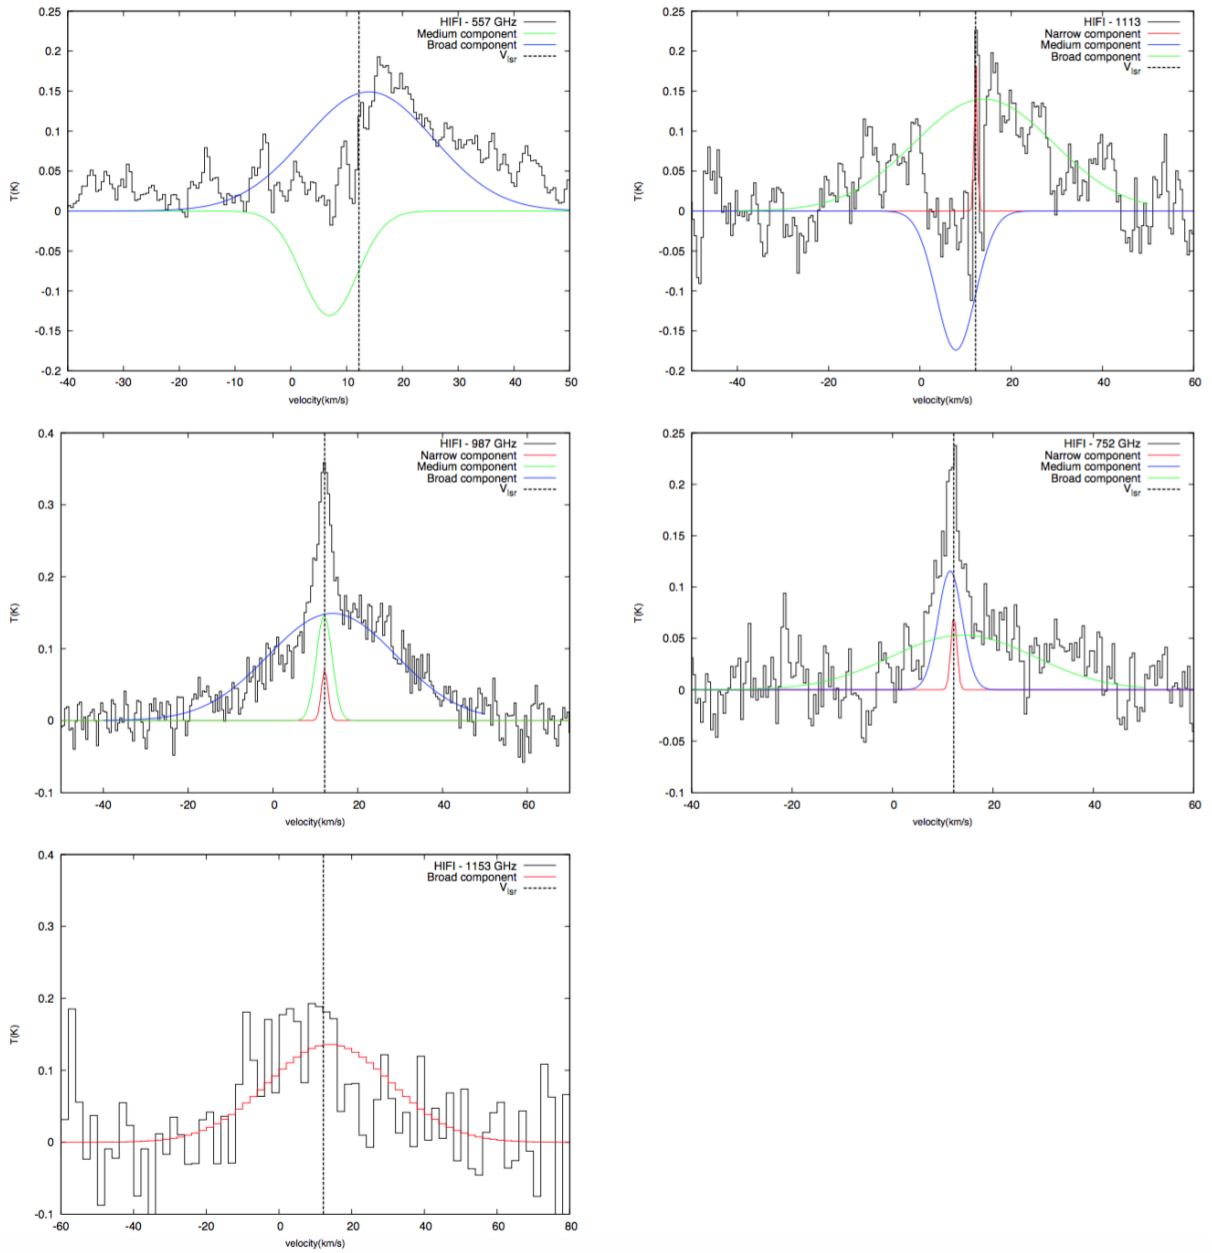 HIFI - 557 GHz
Medium component
Broad component
Vlsr
0.25
0.2
0.15
0.1
0.05
0
-0.05
-0.1
-0.15
-0.2
T(K)
-40 -30 -20 -10 0 10 20 30 40 50
velocity(km/s)
HIFI - 1113
Narrow component
Medium component
Broad component
Vlsr
0.25
0.2
0.15
0.1
0.05
0
-0.05
-0.1
-0.15
-0.2
T(K)
-40 -20 0 20 40 60
velocity(km/s)
HIFI - 987 GHz
Narrow component
Medium component
Broad component
Vlsr
0.4
0.3
0.2
0.1
0
-0.1
T(K)
-40 -20 0 20 40 60
velocity(km/s)
HIFI - 752 GHz
Narrow component
Medium component
Broad component
Vlsr
0.25
0.2
0.15
0.1
0.05
0
-0.05
-0.1
T(K)
-40 -20 0 20 40 60
velocity(km/s)
HIFI - 1153 GHz
Broad component
Vlsr
0.4
0.3
0.2
0.1
0
-0.1
T(K)
-60 -40 -20 0 20 40 60 80
velocity(km/s)